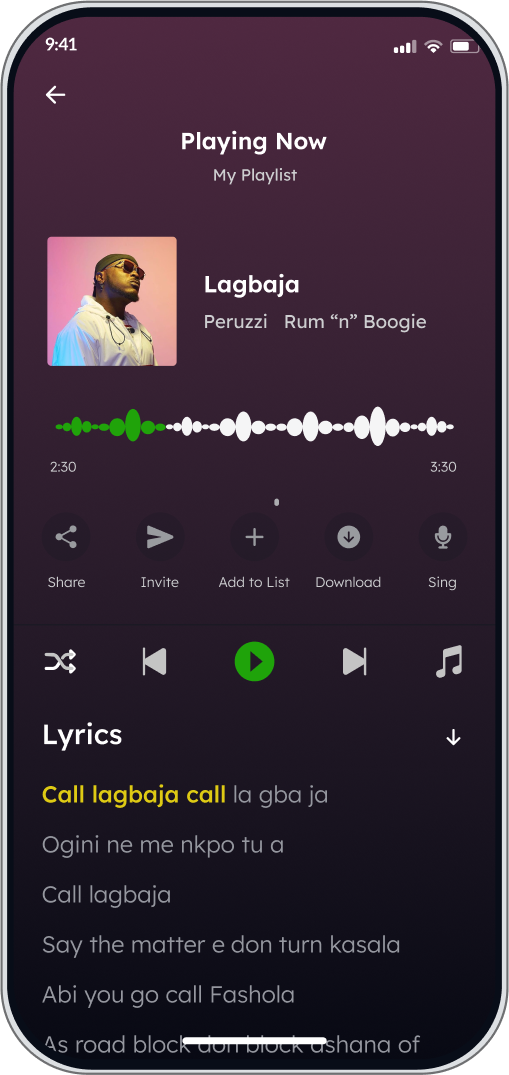 9:41
Playing Now
My Playlist
Lagbaja
Peruzzi Rum “n” Boogie
2:30 3:30
Share Invite Add to List Download Sing
Lyrics
Call lagbaja call la gba ja
Ogini ne me nkpo tu a
Call lagbaja
Say the matter e don turn kasala
Abi you go call Fashola
As road block don block ashana of